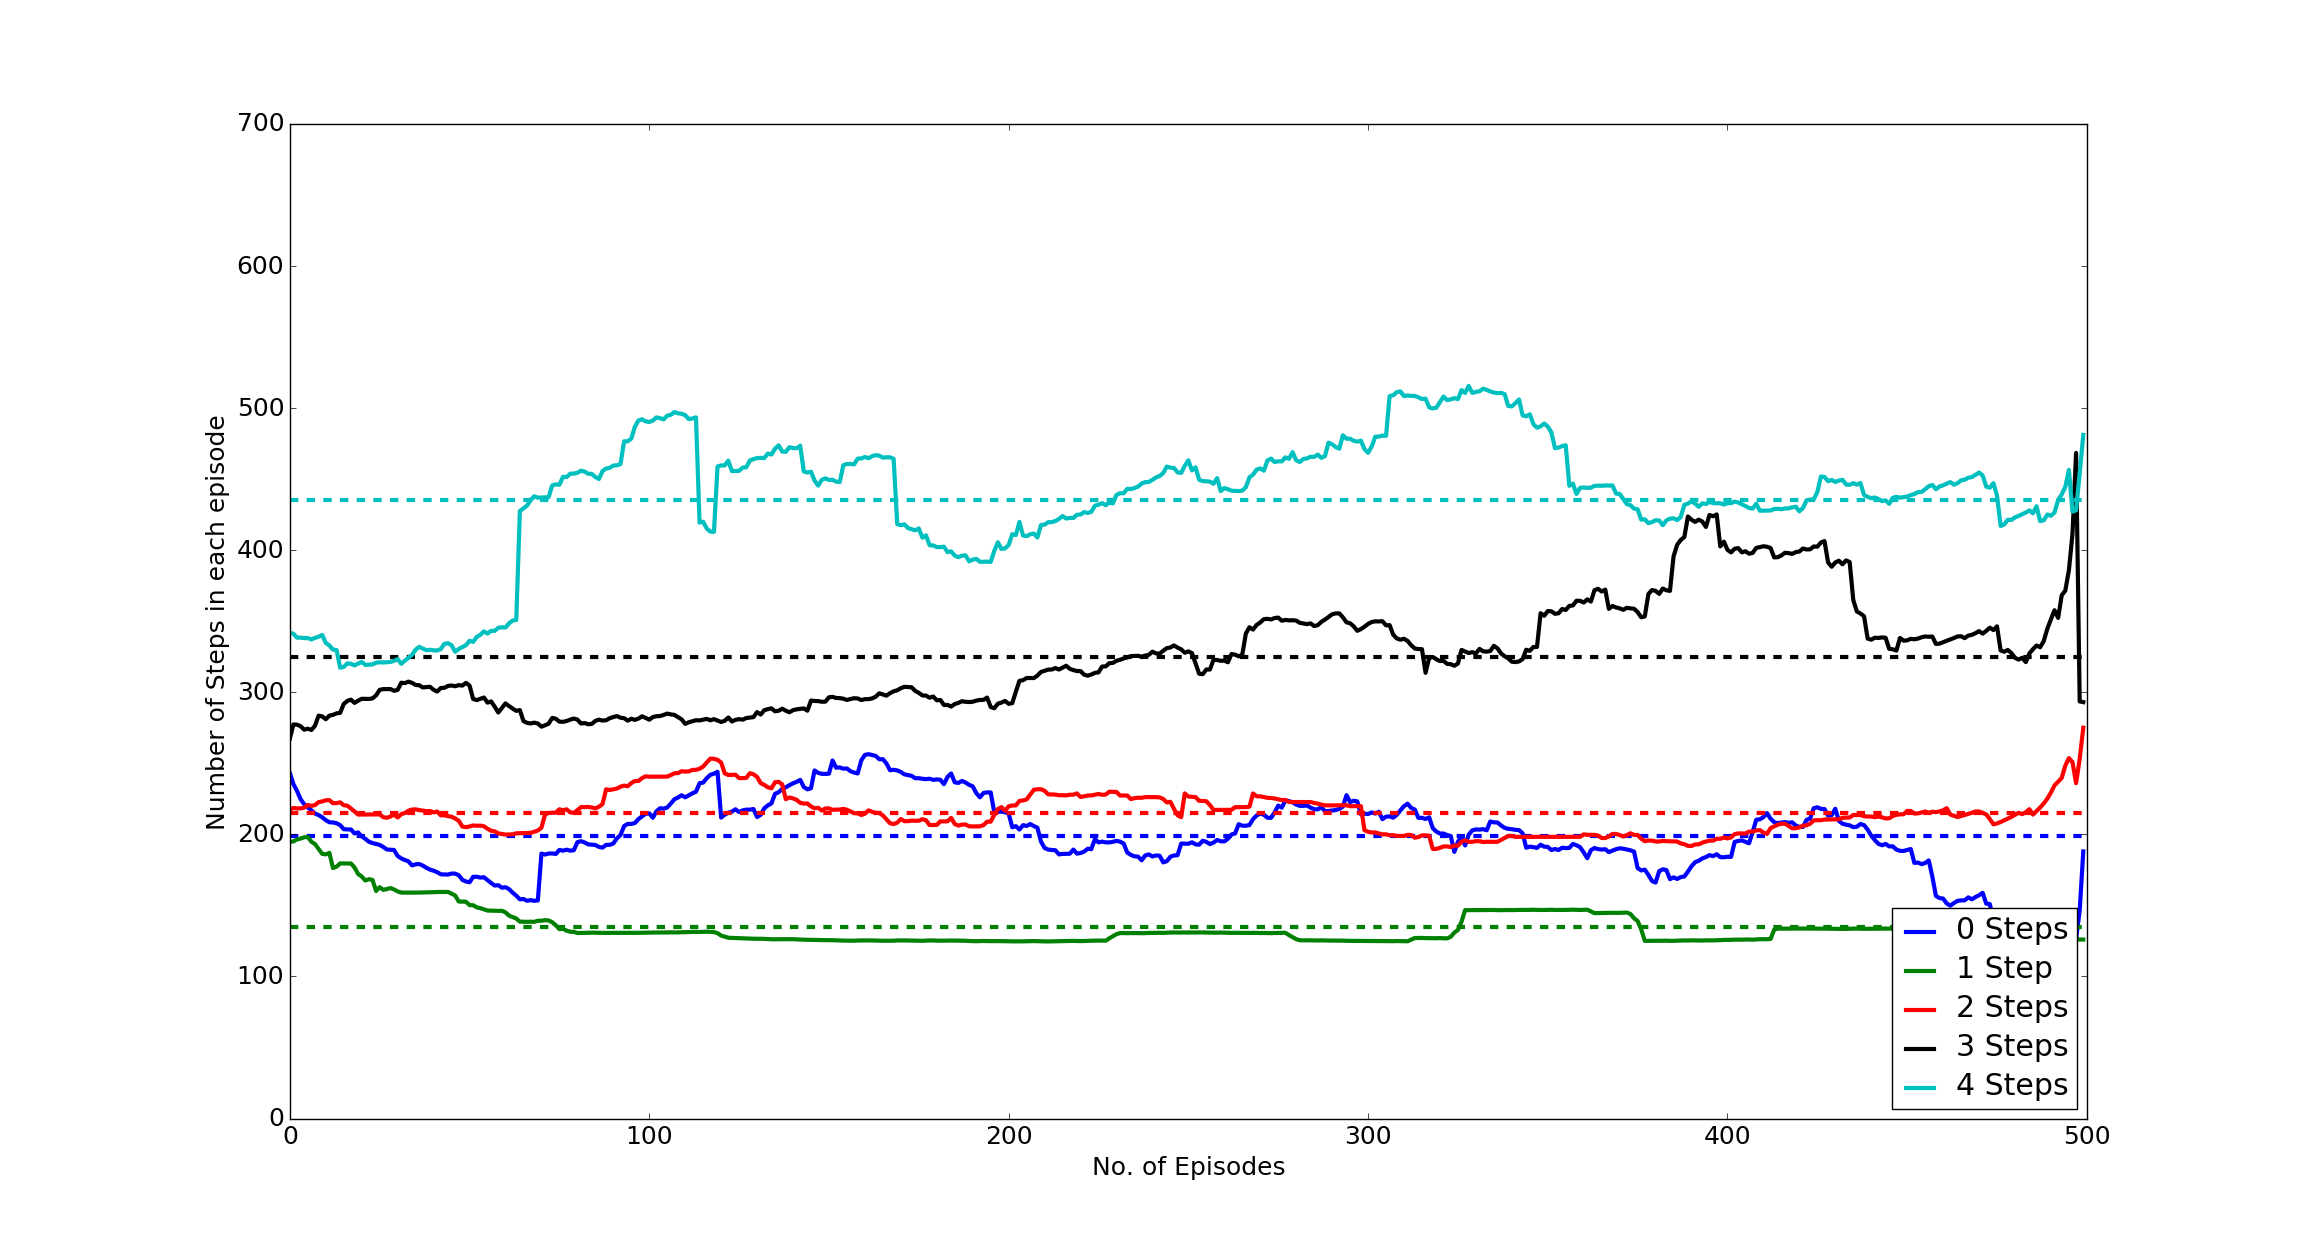 700
600
500
400
300
200
100
0
Number of Steps in each episode
0 100 200 300 400 500
No. of Episodes
0 Steps
1 Step
2 Steps
3 Steps
4 Steps